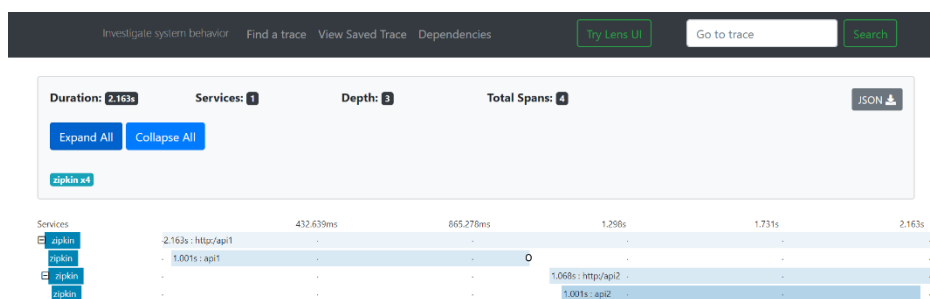 Investigate system behavior Find a trace View Saved Trace Dependencies Try Lens UI Go to trace Search
Duration: 2.163s Services: 1 Depth: 3 Total Spans: 4 JSON
Expand All Collapse All
zipkin x4
Services 432.639ms 865.278ms 1.298s 1.731s 2.163s
zipkin 2.163s : http:/api1
zipkin 1.001s : api1
zipkin 1.068s : http:/api2
zipkin 1.001s : api2